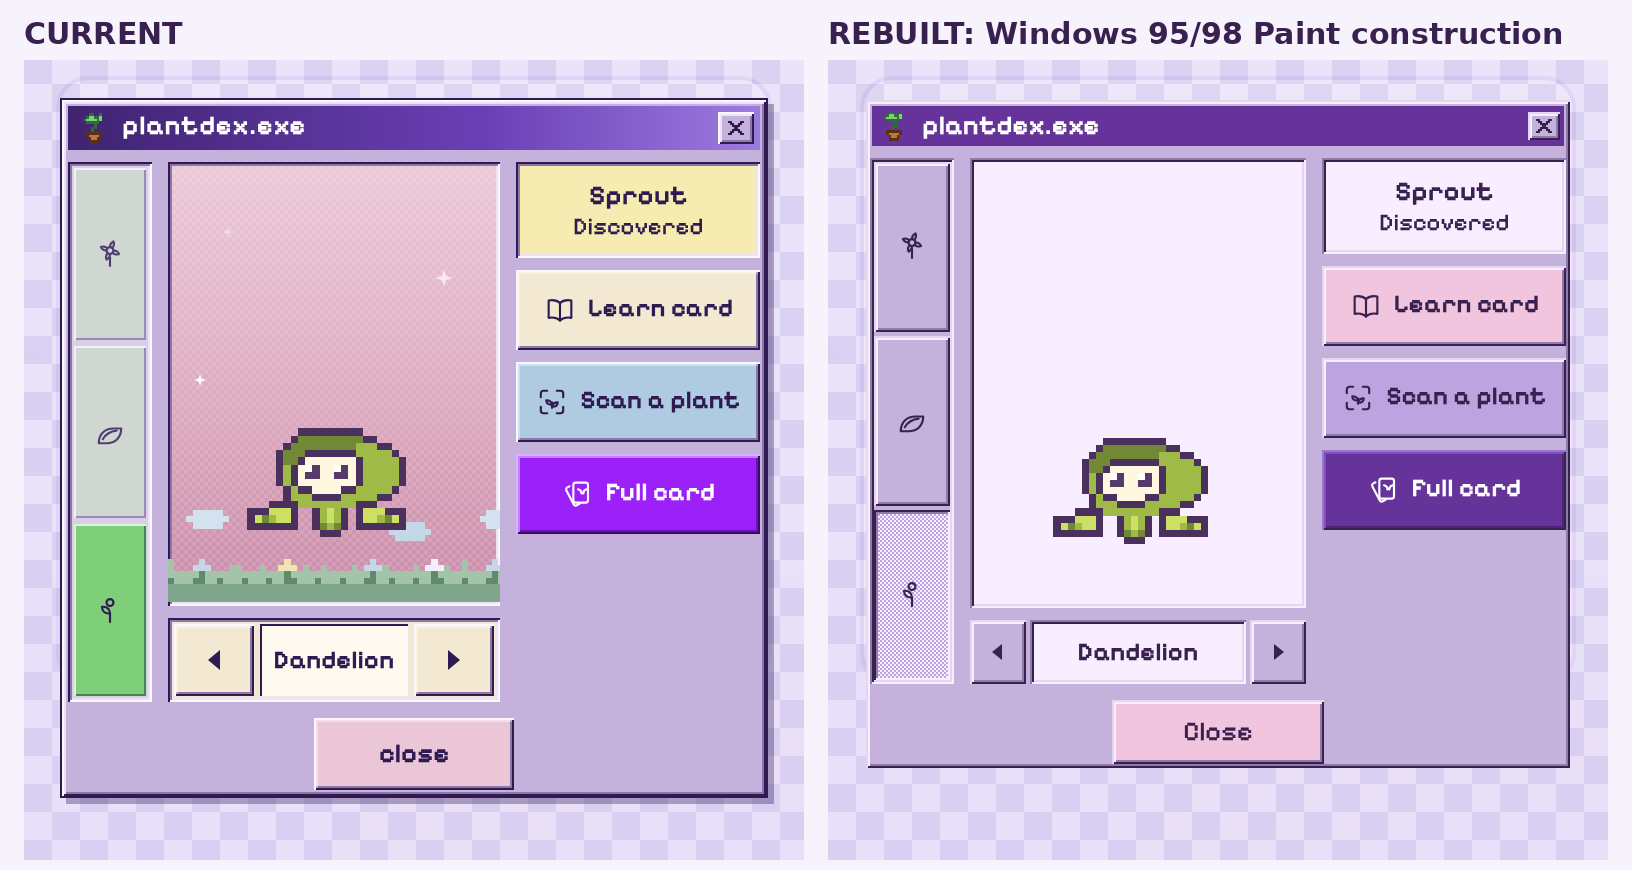 CURRENT
plantdex.exe
Sprout
Discovered
Learn card
Scan a plant
Full card
Dandelion
close
REBUILT: Windows 95/98 Paint construction
plantdex.exe
Sprout
Discovered
Learn card
Scan a plant
Full card
Dandelion
Close